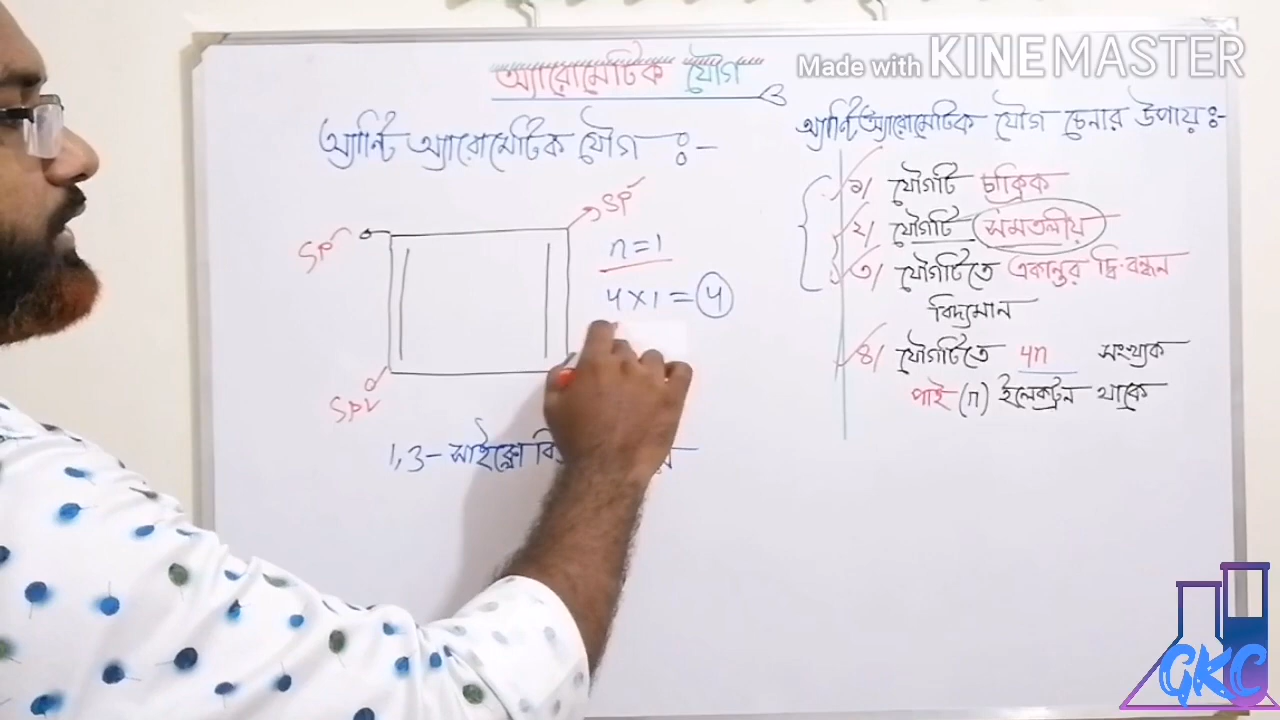 অ্যারোমেটিক যৌগ
Made with KINEMASTER
অ্যান্টি অ্যারোমেটিক যৌগ :-
SP²
SP²
n=1
4×1=4
SP²
1,3- সাইক্লো
অ্যান্টিঅ্যারোমেটিক যৌগ চেনার উপায়ঃ-
১/ যৌগটি চাক্রিক
২/ যৌগটি সমতলীয়
৩/ যৌগটিতে একান্তর দ্বি-বন্ধন
বিদ্যমান
৪/ যৌগটিতে 4n সংখ্যক
পাই (π) ইলেকট্রন থাকে
GKC